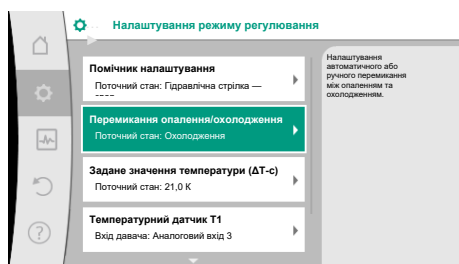 Налаштування режиму регулювання
Помічник налаштування
Поточний стан: Гідравлічна стрілка —
Перемикання опалення/охолодження
Поточний стан: Охолодження
Задане значення температури (ΔT-c)
Поточний стан: 21,0 K
Температурний датчик T1
Вхід давача: Аналоговий вхід 3
Налаштування
автоматичного або
ручного перемикання
між опаленням та
охолодженням.